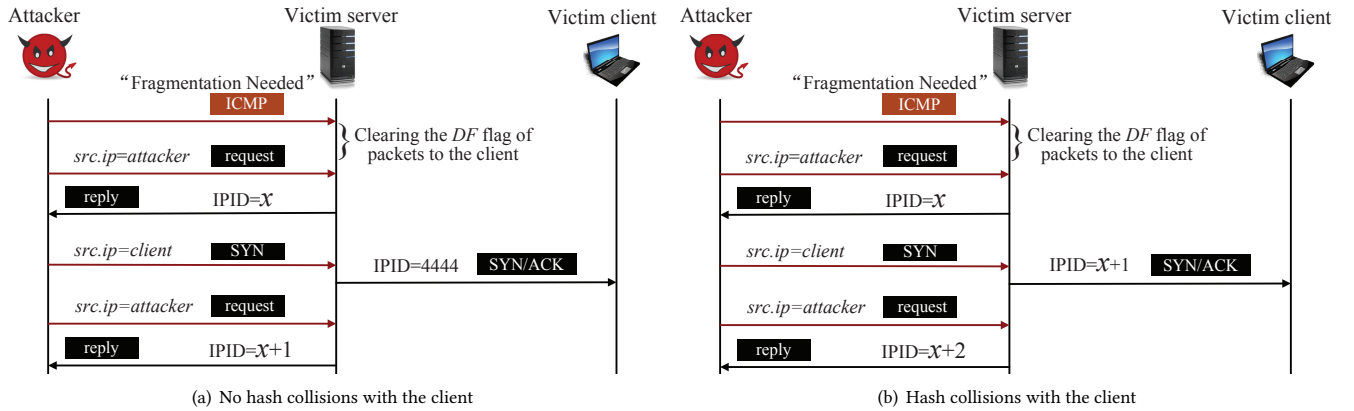 Attacker
Victim server
Victim client
“Fragmentation Needed”
ICMP
Clearing the DF flag of
packets to the client
src.ip=attacker
request
reply
IPID=x
src.ip=client
SYN
IPID=4444
SYN/ACK
src.ip=attacker
request
reply
IPID=x+1
(a) No hash collisions with the client
Attacker
Victim server
Victim client
“Fragmentation Needed”
ICMP
Clearing the DF flag of
packets to the client
src.ip=attacker
request
reply
IPID=x
src.ip=client
SYN
IPID=x+1
SYN/ACK
src.ip=attacker
request
reply
IPID=x+2
(b) Hash collisions with the client